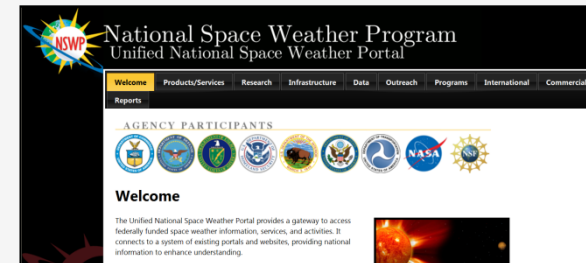 NSWP
National Space Weather Program
Unified National Space Weather Portal
Welcome Products/Services Research Infrastructure Data Outreach Programs International Commercial
Reports
AGENCY PARTICIPANTS
NASA
NSF
Welcome
The Unified National Space Weather Portal provides a gateway to access
federally funded space weather information, services, and activities. It
connects to a system of existing portals and websites, providing national
information to enhance understanding.